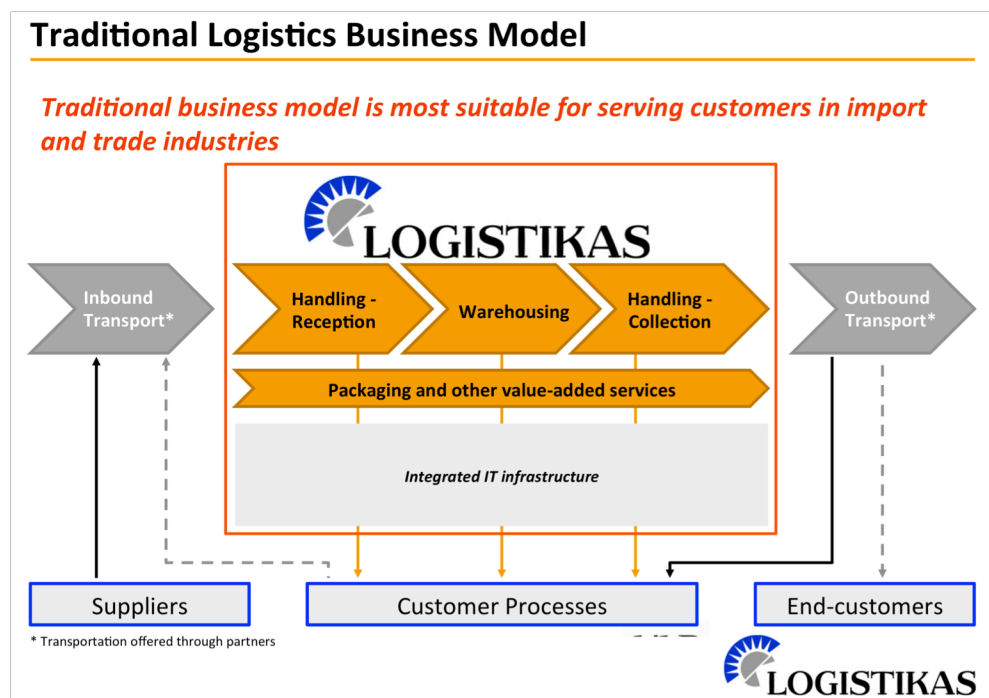 Traditional Logistics Business Model
Traditional business model is most suitable for serving customers in import
and trade industries
LOGISTIKAS
Inbound
Transport*
Handling -
Reception
Warehousing
Handling -
Collection
Outbound
Transport*
Packaging and other value-added services
Integrated IT infrastructure
Suppliers
Customer Processes
End-customers
* Transportation offered through partners
LOGISTIKAS